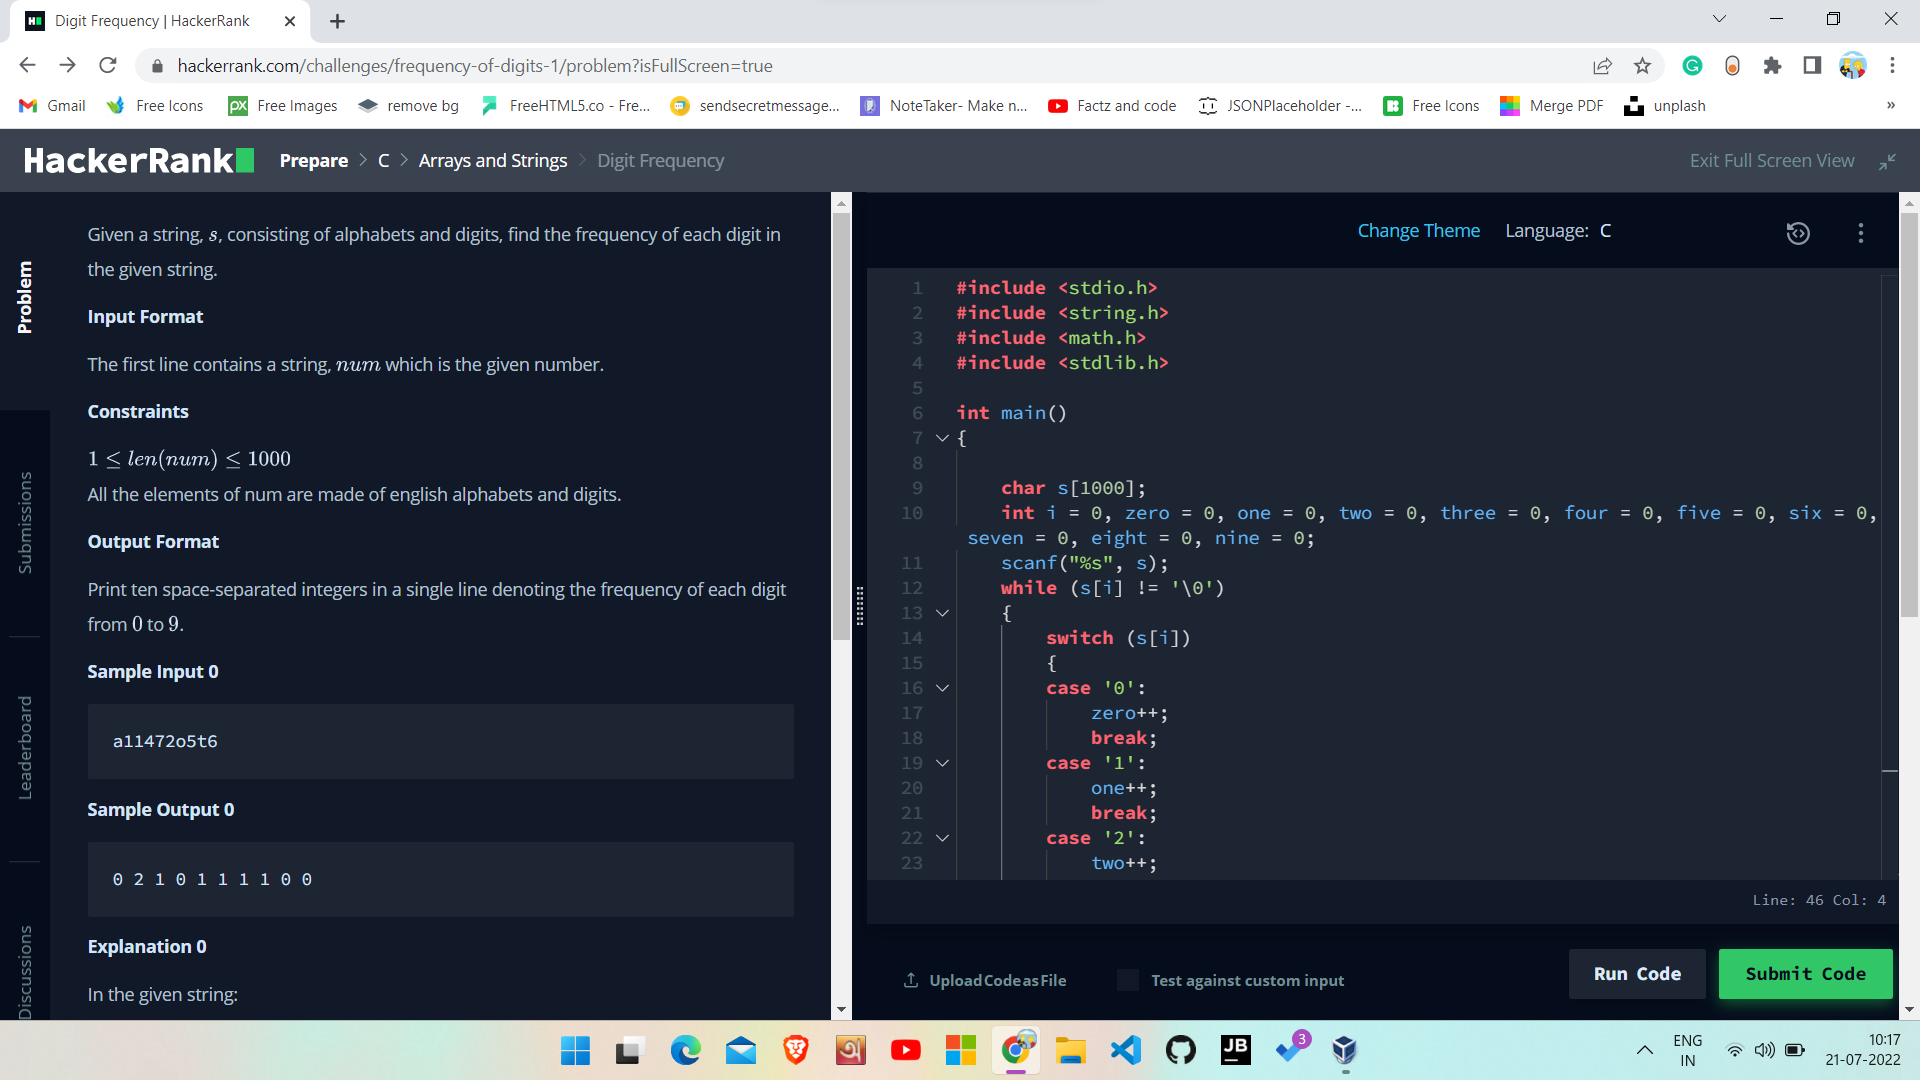 Digit Frequency | HackerRank
hackerrank.com/challenges/frequency-of-digits-1/problem?isFullScreen=true
Gmail
Free Icons
Free Images
remove bg
FreeHTML5.co - Fre...
sendsecretmessage...
NoteTaker- Make n...
Factz and code
JSONPlaceholder -...
Free Icons
Merge PDF
unplash
»
HackerRank
Prepare > C > Arrays and Strings > Digit Frequency
Exit Full Screen View
Problem
Submissions
Leaderboard
Discussions
Given a string, s, consisting of alphabets and digits, find the frequency of each digit in
the given string.
Input Format
The first line contains a string, num which is the given number.
Constraints
1 ≤ len(num) ≤ 1000
All the elements of num are made of english alphabets and digits.
Output Format
Print ten space-separated integers in a single line denoting the frequency of each digit
from 0 to 9.
Sample Input 0
a11472o5t6
Sample Output 0
0 2 1 0 1 1 1 1 0 0
Explanation 0
In the given string:
Change Theme
Language: C
1 #include <stdio.h>
2 #include <string.h>
3 #include <math.h>
4 #include <stdlib.h>
5
6 int main()
7 {
8
9 char s[1000];
10 int i = 0, zero = 0, one = 0, two = 0, three = 0, four = 0, five = 0, six = 0,
seven = 0, eight = 0, nine = 0;
11 scanf("%s", s);
12 while (s[i] != '\0')
13 {
14 switch (s[i])
15 {
16 case '0':
17 zero++;
18 break;
19 case '1':
20 one++;
21 break;
22 case '2':
23 two++;
Line: 46 Col: 4
Upload Code as File
Test against custom input
Run Code
Submit Code
JB
3
ENG
IN
10:17
21-07-2022